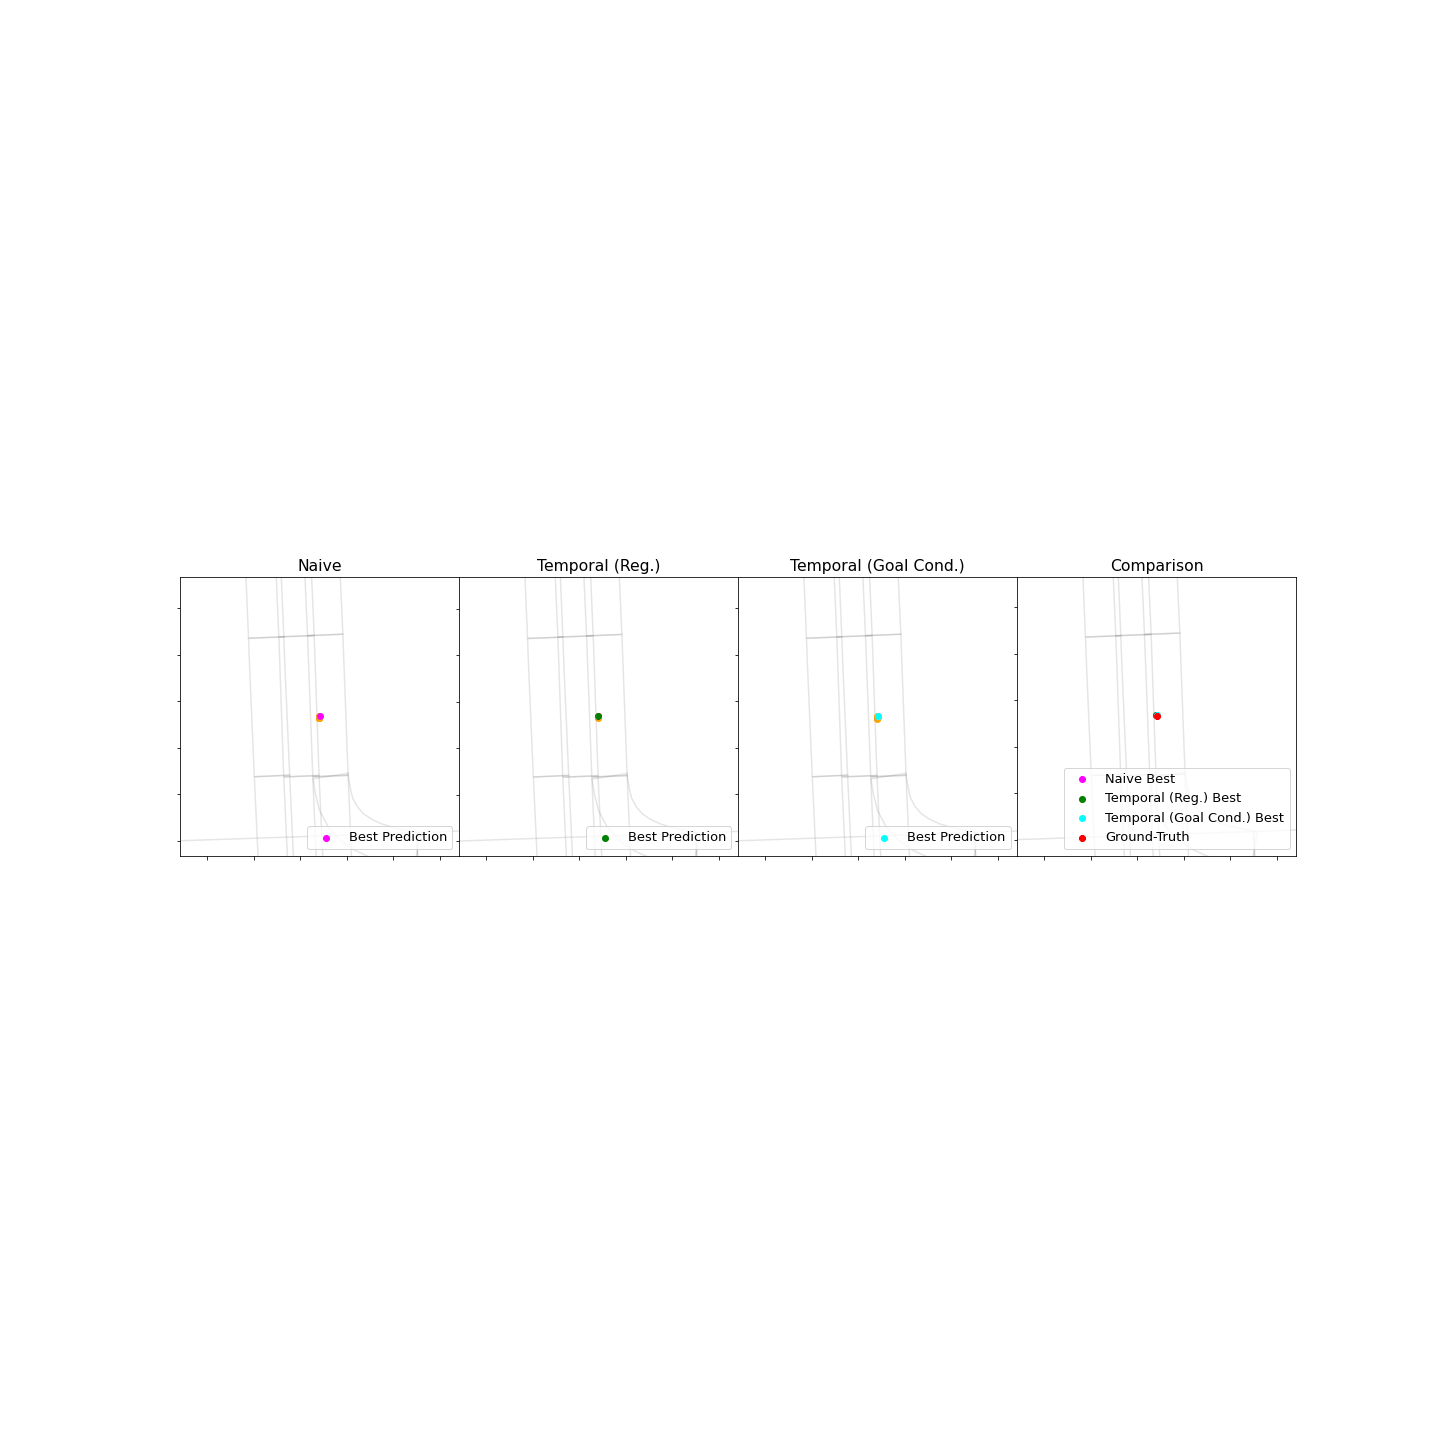 Naive
Temporal (Reg.)
Temporal (Goal Cond.)
Comparison
Best Prediction
Best Prediction
Best Prediction
Naive Best
Temporal (Reg.) Best
Temporal (Goal Cond.) Best
Ground-Truth